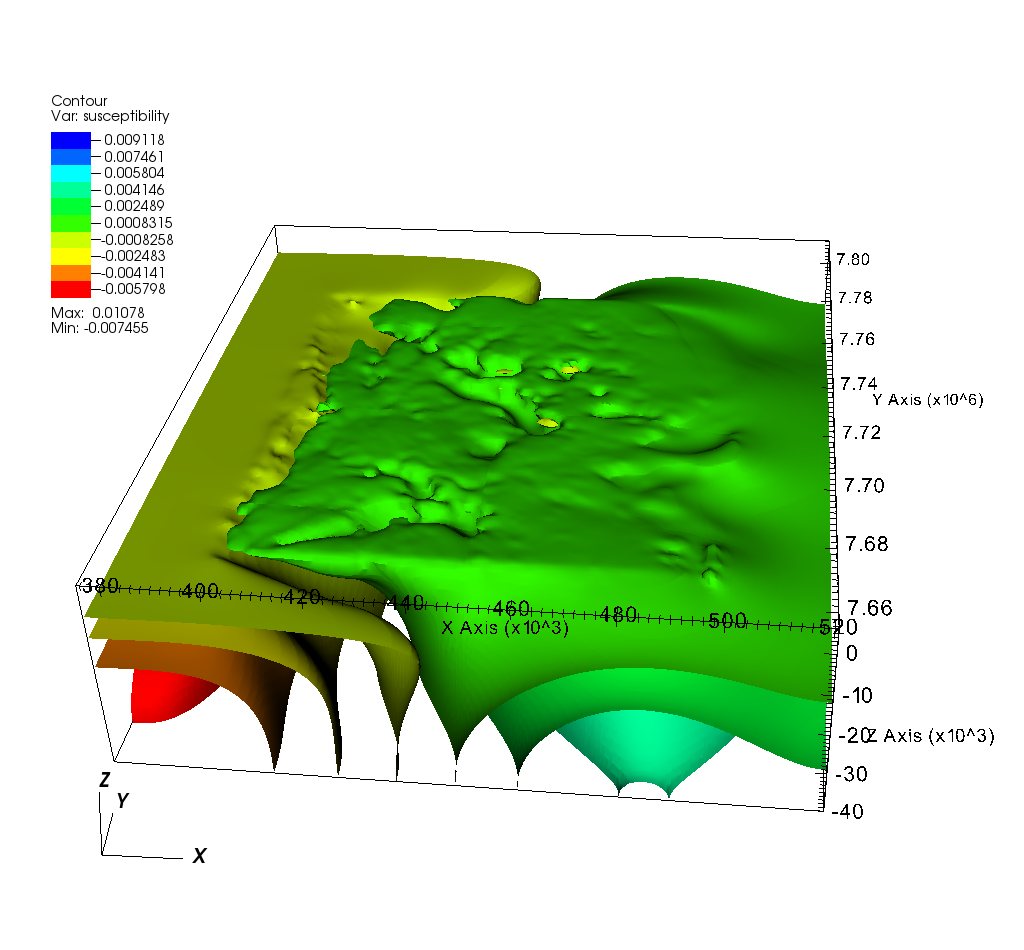 Contour
Var: susceptibility
0.009118
0.007461
0.005804
0.004146
0.002489
0.0008315
-0.0008258
-0.002483
-0.004141
-0.005798
Max: 0.01078
Min: -0.007455
7.80
7.78
7.76
7.74
Y Axis (x10^6)
7.72
7.70
7.68
7.66
380 400 420 440 460 480 500 520
X Axis (x10^3)
0
-10
-20
Z Axis (x10^3)
-30
-40
Z
Y
X